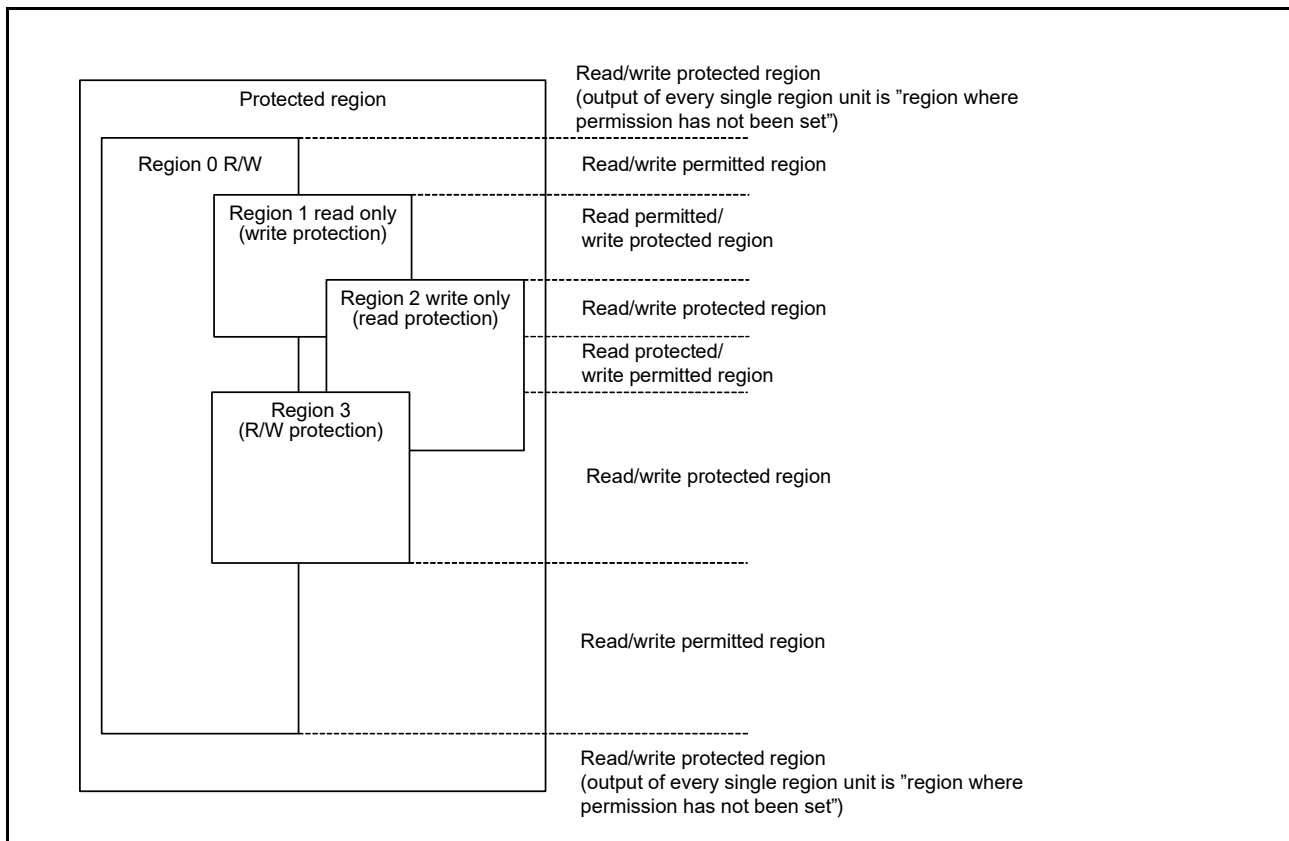 Protected region
Read/write protected region
(output of every single region unit is ”region where
permission has not been set”)
Region 0 R/W
Read/write permitted region
Region 1 read only
(write protection)
Read permitted/
write protected region
Region 2 write only
(read protection)
Read/write protected region
Read protected/
write permitted region
Region 3
(R/W protection)
Read/write protected region
Read/write permitted region
Read/write protected region
(output of every single region unit is ”region where
permission has not been set”)